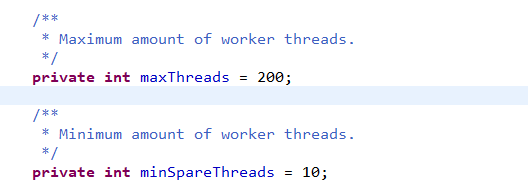 /**
* Maximum amount of worker threads.
*/
private int maxThreads = 200;
/**
* Minimum amount of worker threads.
*/
private int minSpareThreads = 10;